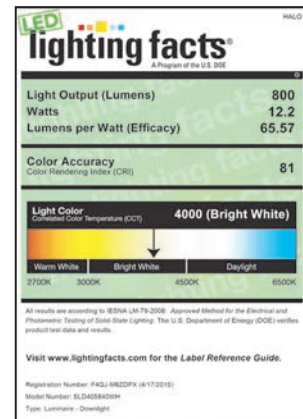 HALO
LED
lighting facts®
A Program of the U.S. DOE
Light Output (Lumens) 800
Watts 12.2
Lumens per Watt (Efficacy) 65.57
Color Accuracy
Color Rendering Index (CRI) 81
Light Color
Correlated Color Temperature (CCT) 4000 (Bright White)
Warm White Bright White Daylight
2700K 3000K 4500K 6500K
All results are according to IESNA LM-79-2008: Approved Method for the Electrical and
Photometric Testing of Solid-State Lighting. The U.S. Department of Energy (DOE) verifies
product test data and results.
Visit www.lightingfacts.com for the Label Reference Guide.
Registration Number: F4QJ-M6ZDPX (4/17/2015)
Model Number: SLD405840WH
Type: Luminaire - Downlight